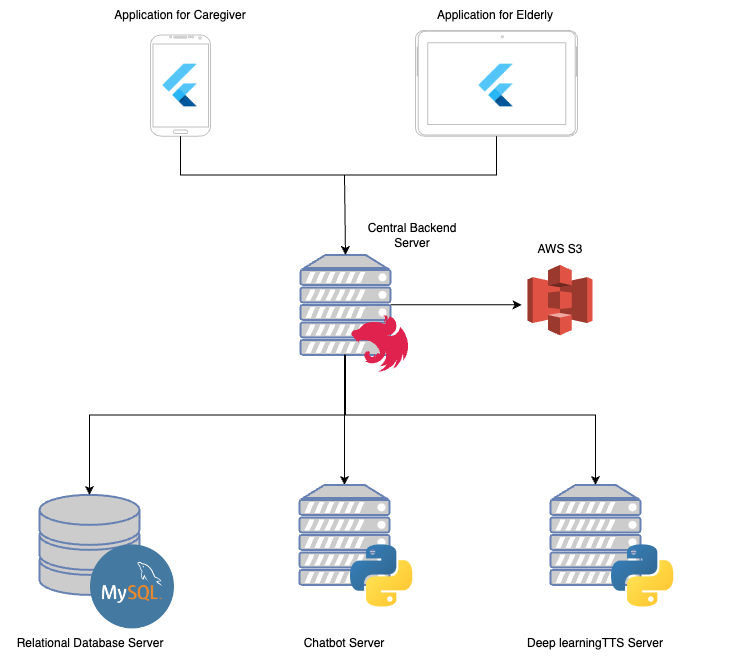 Application for Caregiver
Application for Elderly
Central Backend
Server
AWS S3
MySQL
Relational Database Server
Chatbot Server
Deep learningTTS Server